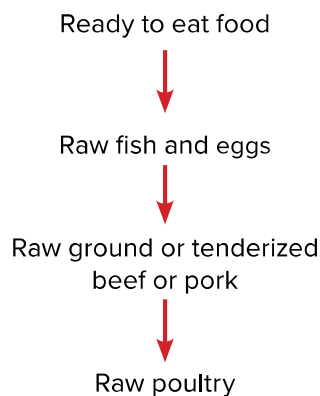 Ready to eat food
Raw fish and eggs
Raw ground or tenderized
beef or pork
Raw poultry